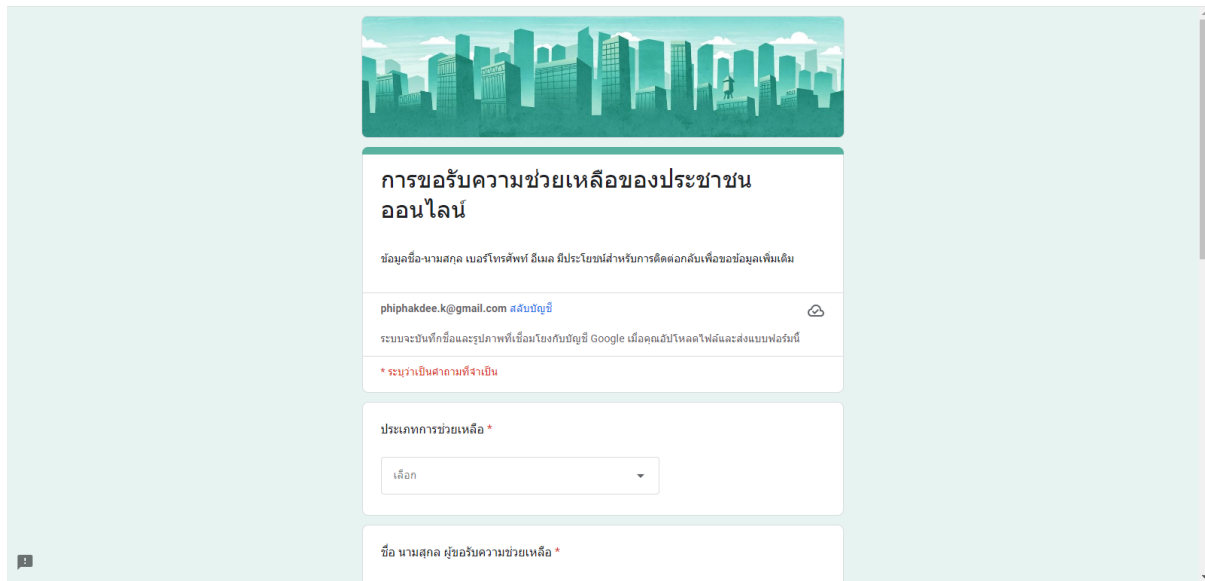 การขอรับความช่วยเหลือของประชาชน
ออนไลน์
ข้อมูลชื่อ-นามสกุล เบอร์โทรศัพท์ อีเมล มีประโยชน์สำหรับการติดต่อกลับเพื่อขอข้อมูลเพิ่มเติม
phiphakdee.k@gmail.com สลับบัญชี
ระบบจะบันทึกชื่อและรูปภาพที่เชื่อมโยงกับบัญชี Google เมื่อคุณอัปโหลดไฟล์และส่งแบบฟอร์มนี้
* ระบุว่าเป็นคำถามที่จำเป็น
ประเภทการช่วยเหลือ *
เลือก
ชื่อ นามสุกล ผู้ขอรับความช่วยเหลือ *